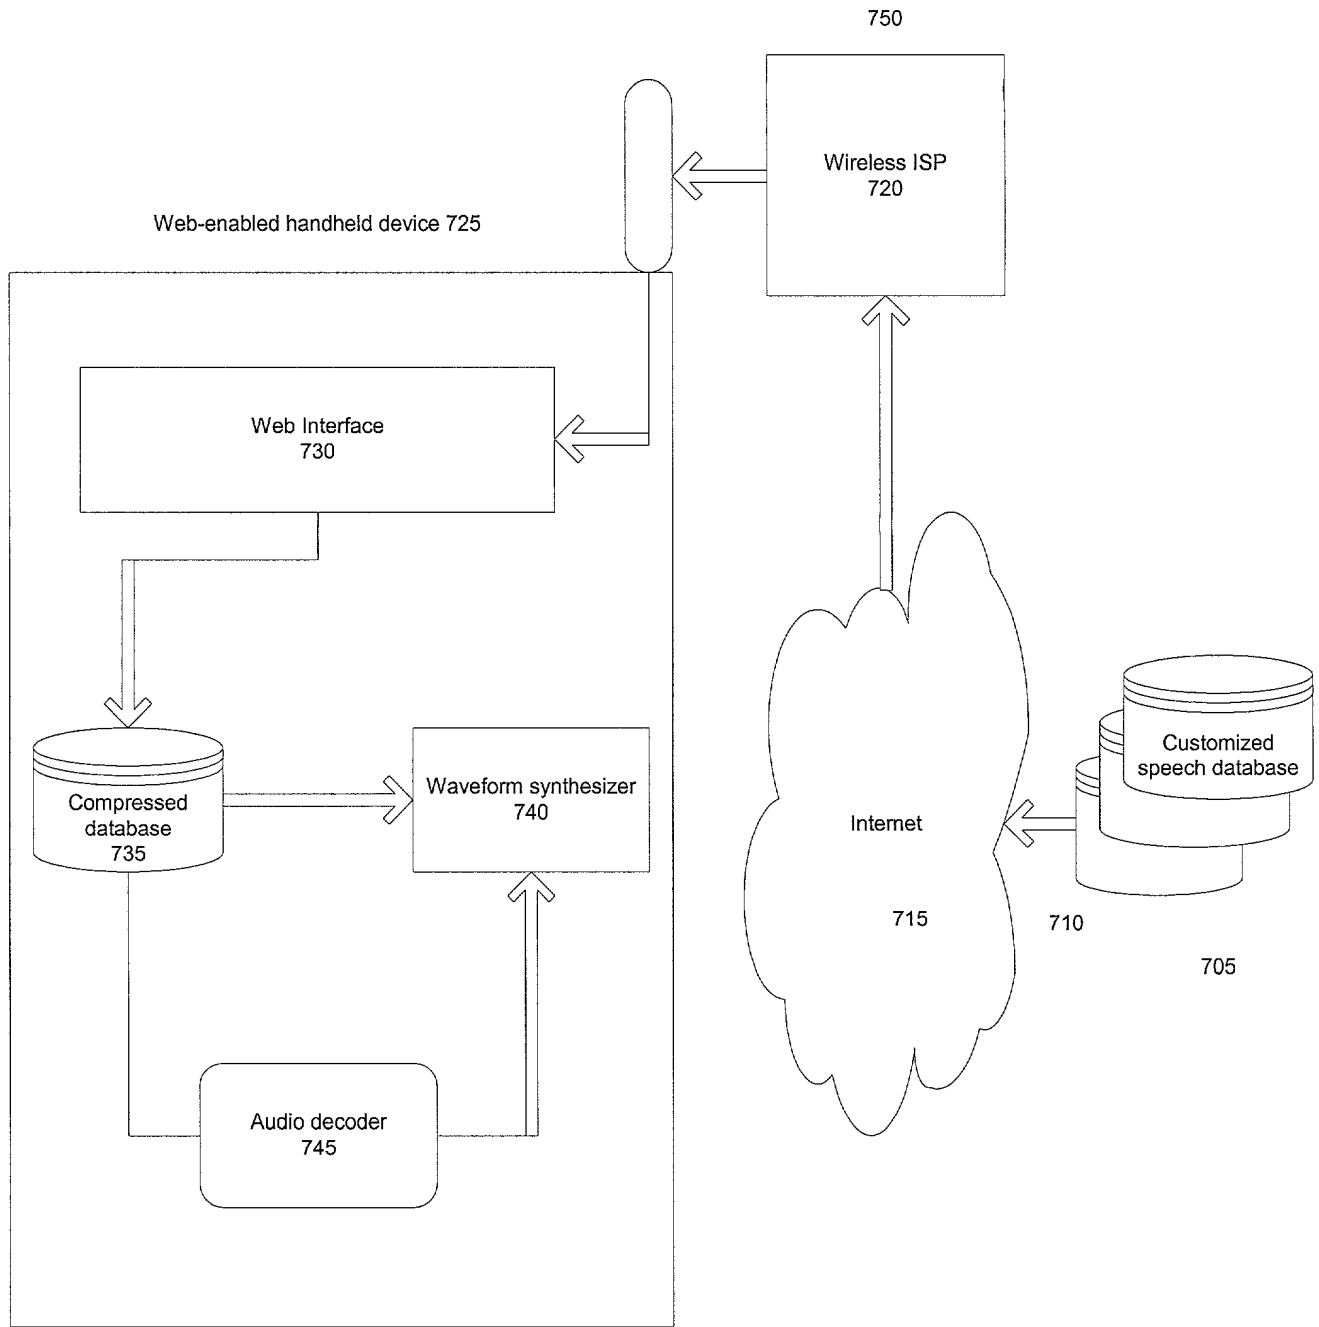 750
Wireless ISP
720
Web-enabled handheld device 725
Web Interface
730
Customized
speech database
Waveform synthesizer
740
Compressed
database
735
Internet
715
710
705
Audio decoder
745